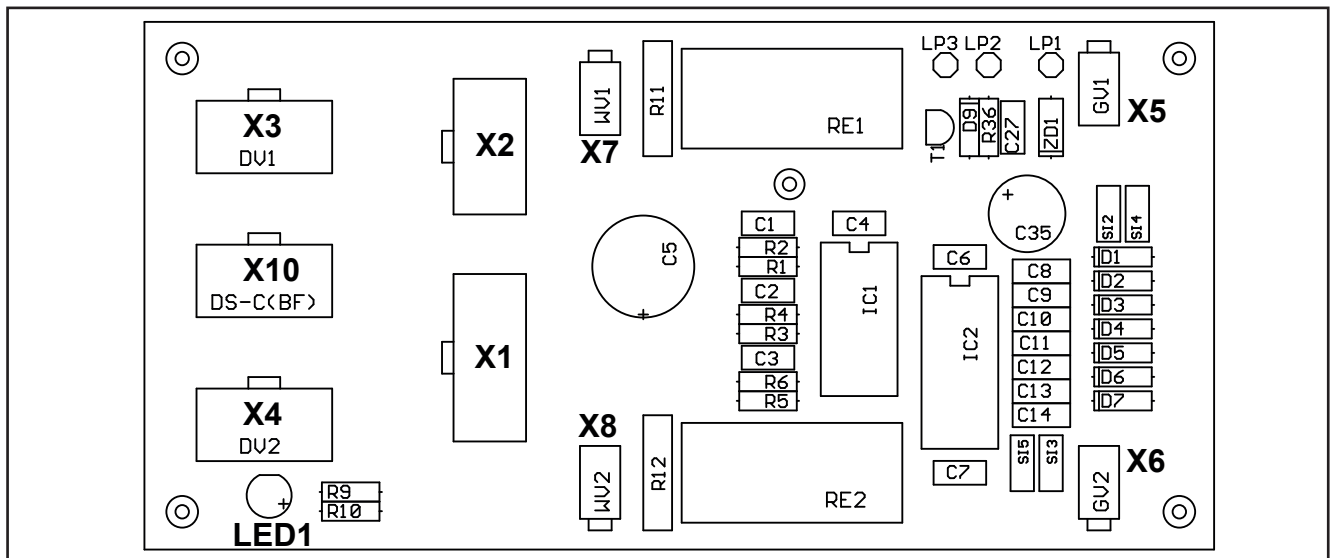 LP3 LP2 LP1
X3
DV1
X2
WV1
X7
R11
RE1
T1
D9
R36
C27
ZD1
GV1
X5
X10
DS-C(BF)
X1
C5
+
C1
R2
R1
C2
R4
R3
C3
R6
R5
C4
IC1
C6
IC2
C7
+
C35
C8
C9
C10
C11
C12
C13
C14
SI2
SI4
D1
D2
D3
D4
D5
D6
D7
X4
DV2
+
LED1
R9
R10
X8
WV2
R12
RE2
SI5
SI3
X6
GV2